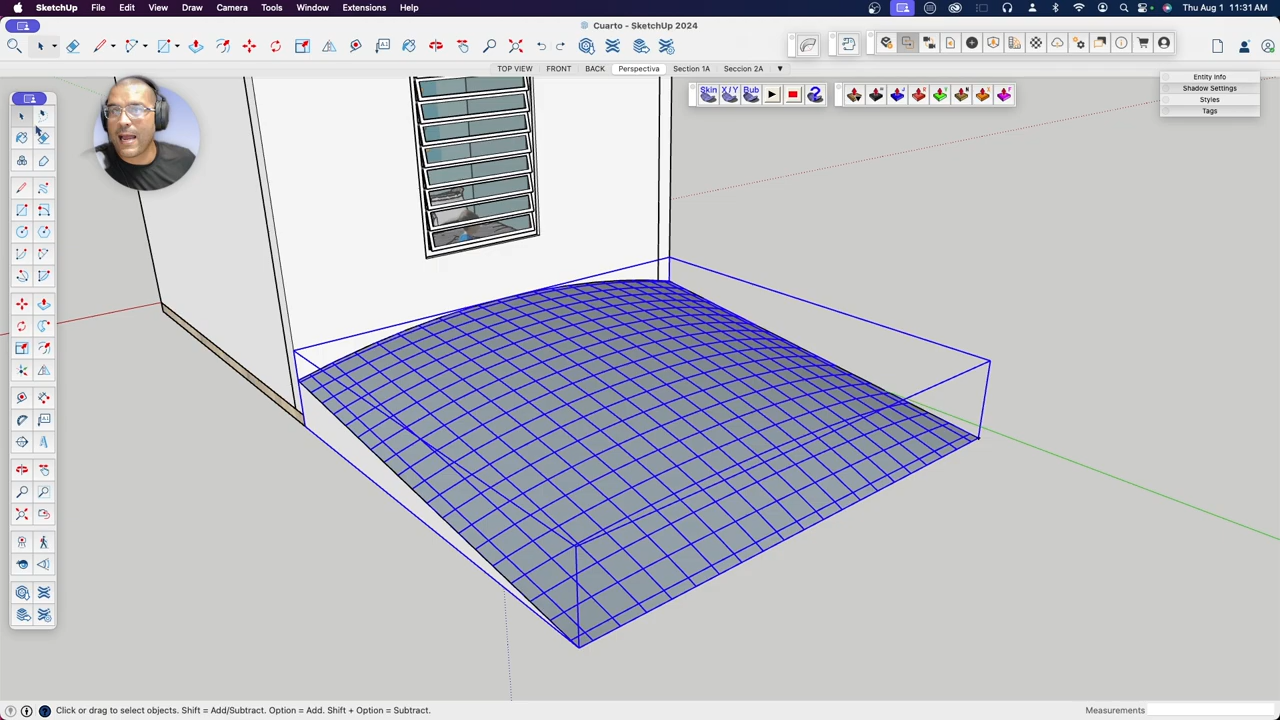 SketchUp File Edit View Draw Camera Tools Window Extensions Help Thu Aug 1 11:31 AM
Cuarto - SketchUp 2024
TOP VIEW FRONT BACK Perspectiva Section 1A Seccion 2A
Entity Info
Shadow Settings
Styles
Tags
Skin X/Y Bub
Click or drag to select objects. Shift = Add/Subtract. Option = Add. Shift + Option = Subtract. Measurements